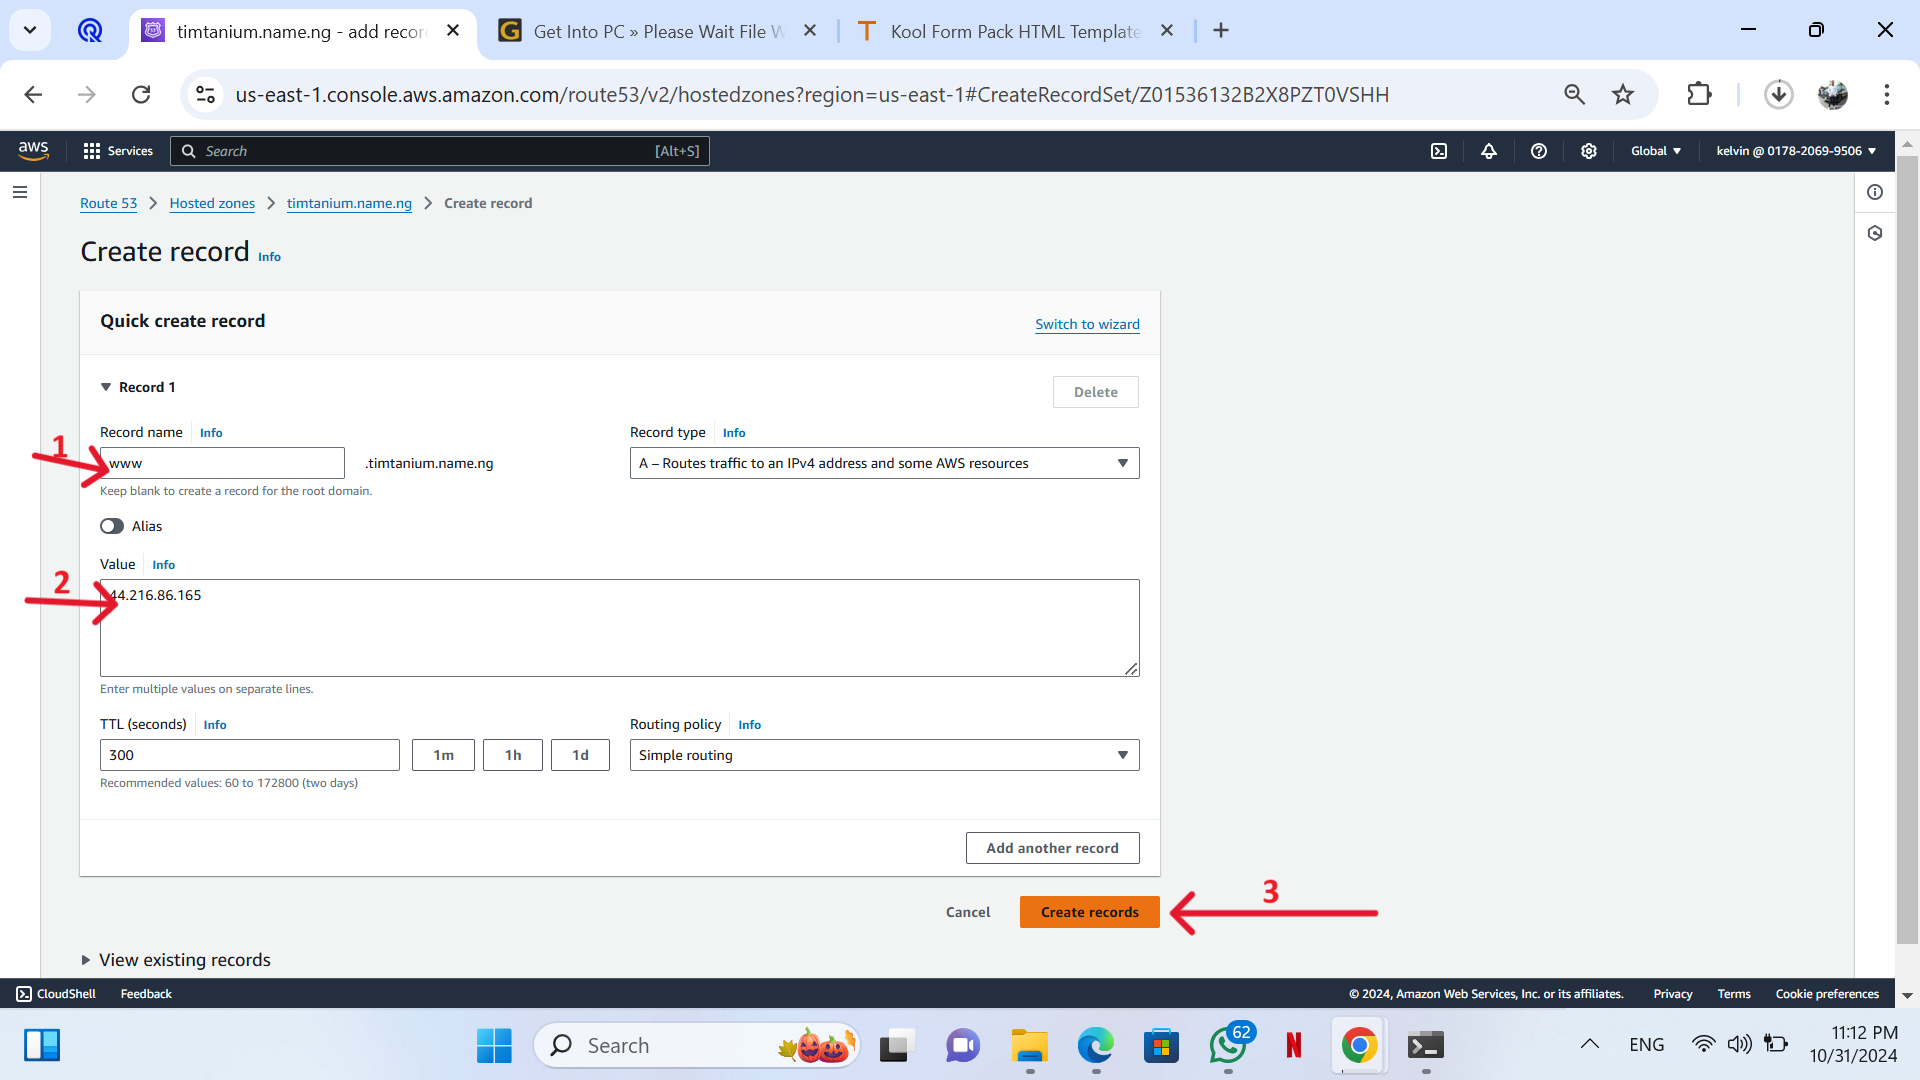 timtanium.name.ng - add recor
Get Into PC » Please Wait File W
Kool Form Pack HTML Template
us-east-1.console.aws.amazon.com/route53/v2/hostedzones?region=us-east-1#CreateRecordSet/Z01536132B2X8PZT0VSHH
aws
Services
Search
[Alt+S]
Global
kelvin @ 0178-2069-9506
Route 53
Hosted zones
timtanium.name.ng
Create record
Create record Info
Quick create record
Switch to wizard
Record 1
Delete
Record name Info
Record type Info
1
www
.timtanium.name.ng
A – Routes traffic to an IPv4 address and some AWS resources
Keep blank to create a record for the root domain.
Alias
Value Info
2
44.216.86.165
Enter multiple values on separate lines.
TTL (seconds) Info
Routing policy Info
300
1m
1h
1d
Simple routing
Recommended values: 60 to 172800 (two days)
Add another record
3
Cancel
Create records
View existing records
CloudShell
Feedback
© 2024, Amazon Web Services, Inc. or its affiliates.
Privacy
Terms
Cookie preferences
Search
62
N
ENG
11:12 PM
10/31/2024